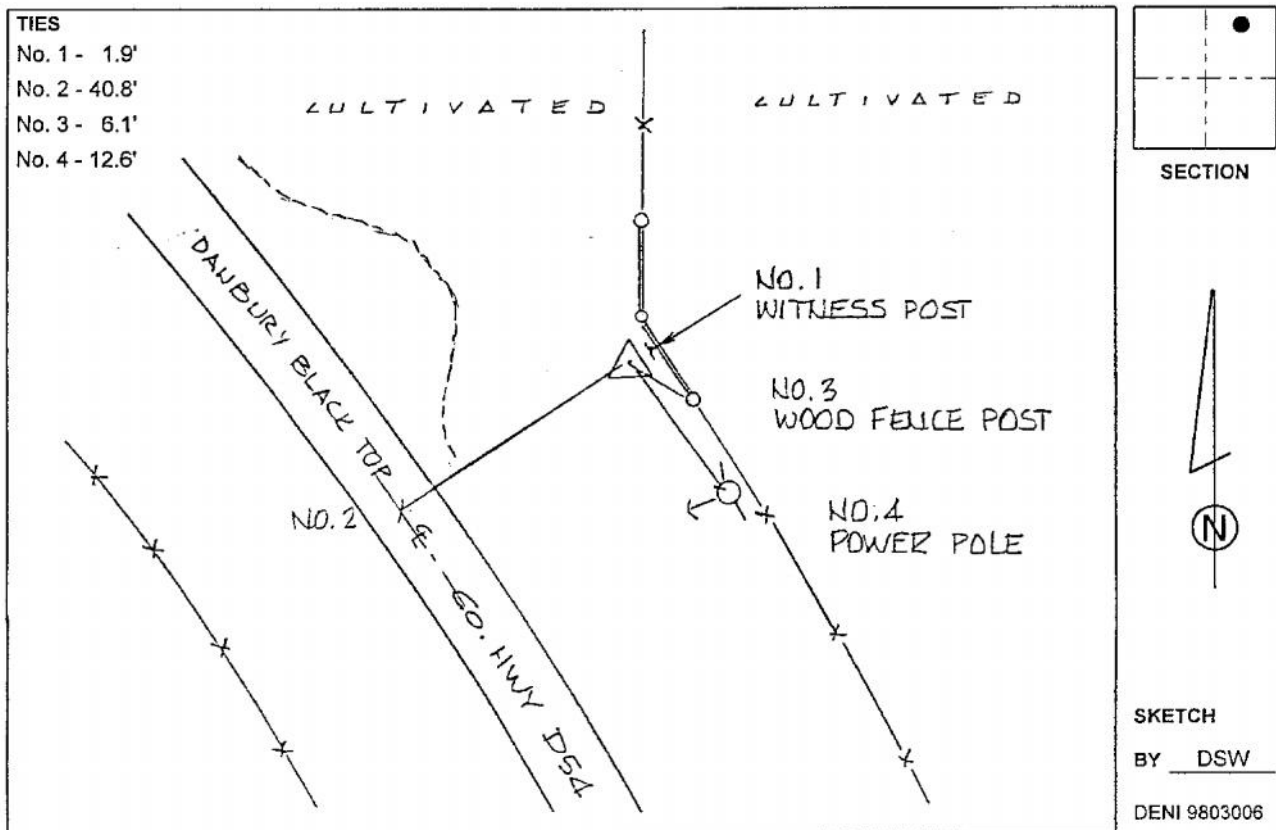 TIES
No. 1 - 1.9'
No. 2 - 40.8'
No. 3 - 6.1'
No. 4 - 12.6'
CULTIVATED
CULTIVATED
SECTION
NO. 1
WITNESS POST
NO. 3
WOOD FENCE POST
NO. 4
POWER POLE
DANBURY BLACK TOP
NO. 2
℄
CO. HWY D54
N
SKETCH
BY DSW
DENI 9803006